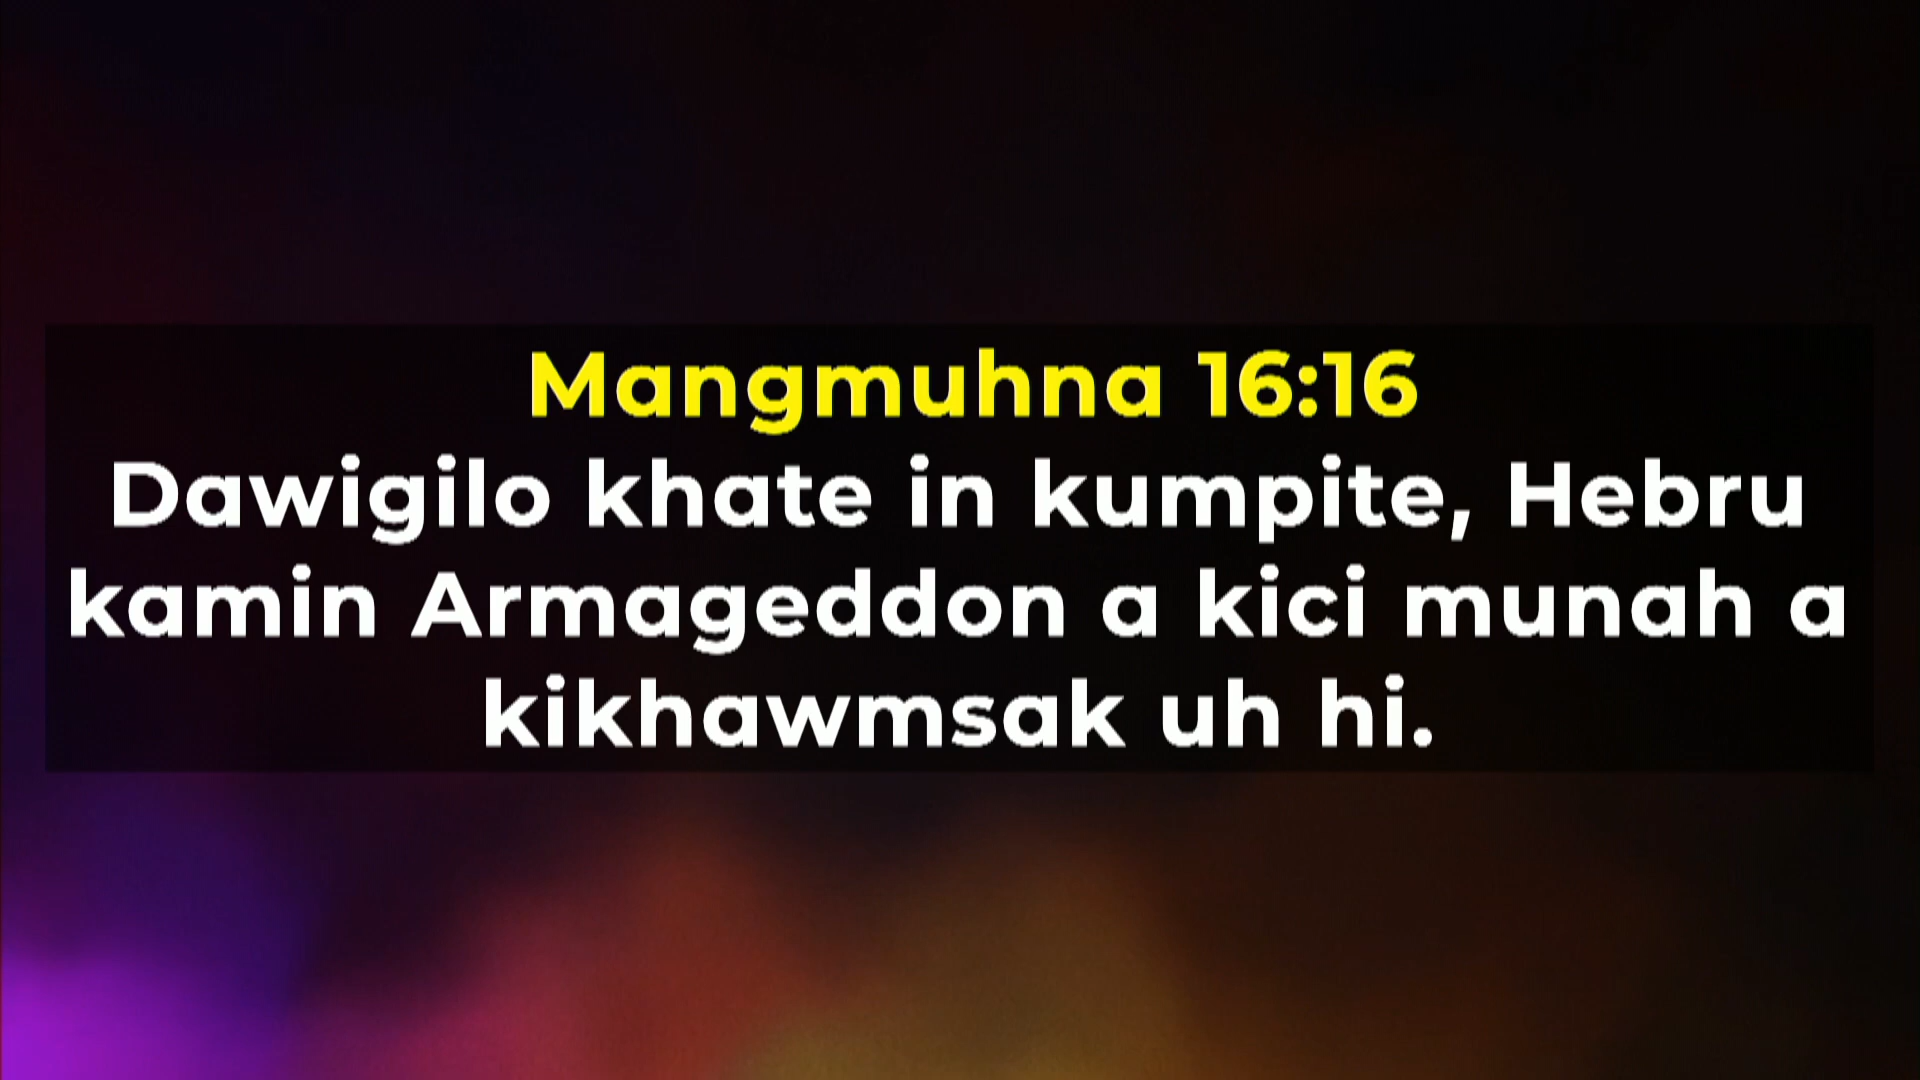 Mangmuhna 16:16
Dawigilo khate in kumpite, Hebru
kamin Armageddon a kici munah a
kikhawmsak uh hi.